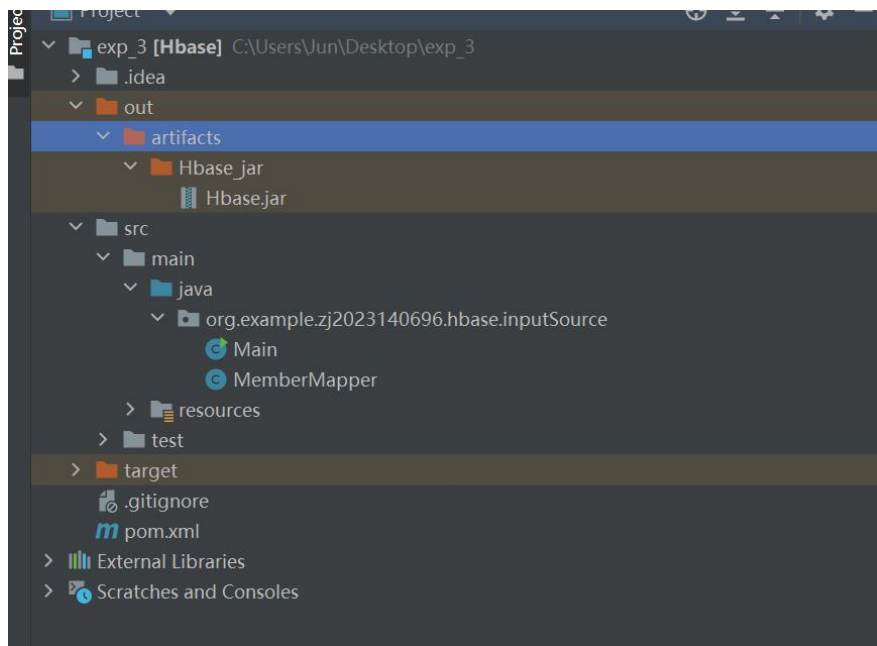 Project
Project
exp_3 [Hbase] C:\Users\Jun\Desktop\exp_3
.idea
out
artifacts
Hbase_jar
Hbase.jar
src
main
java
org.example.zj2023140696.hbase.inputSource
Main
MemberMapper
resources
test
target
.gitignore
pom.xml
External Libraries
Scratches and Consoles